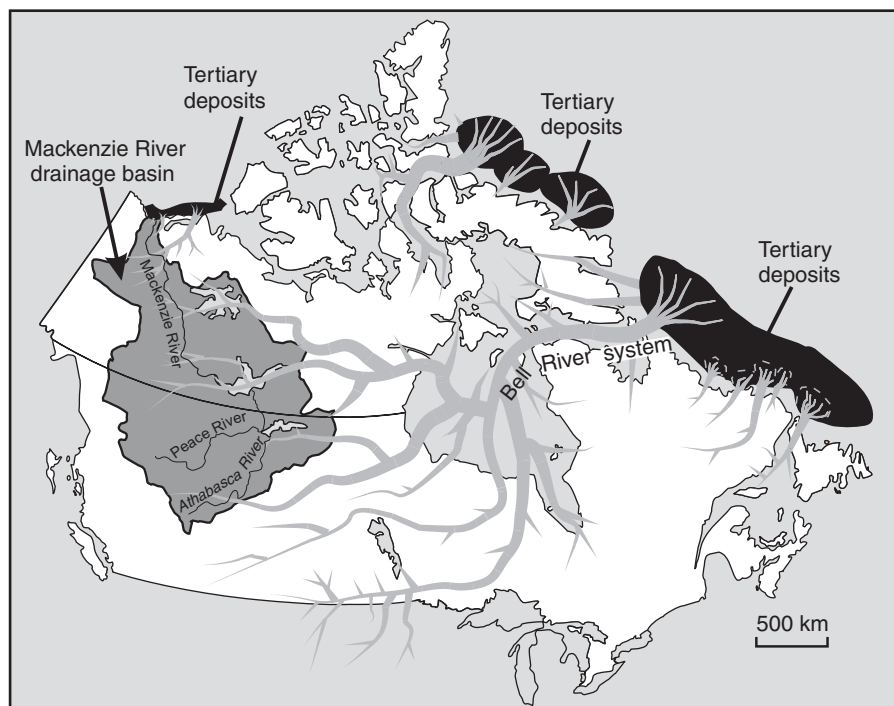 Tertiary
deposits
Tertiary
deposits
Mackenzie River
drainage basin
Tertiary
deposits
Mackenzie River
Bell
River system
Peace River
Athabasca River
500 km